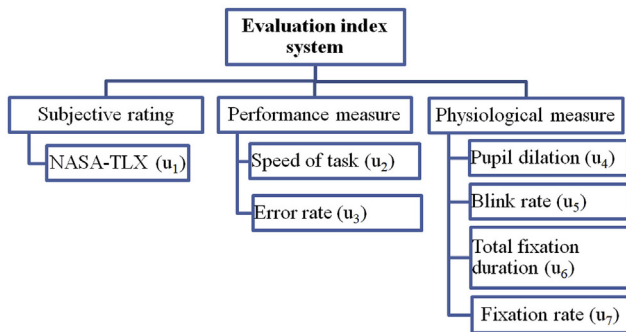 Evaluation index
system
Subjective rating
NASA-TLX (u₁)
Performance measure
Speed of task (u₂)
Error rate (u₃)
Physiological measure
Pupil dilation (u₄)
Blink rate (u₅)
Total fixation
duration (u₆)
Fixation rate (u₇)